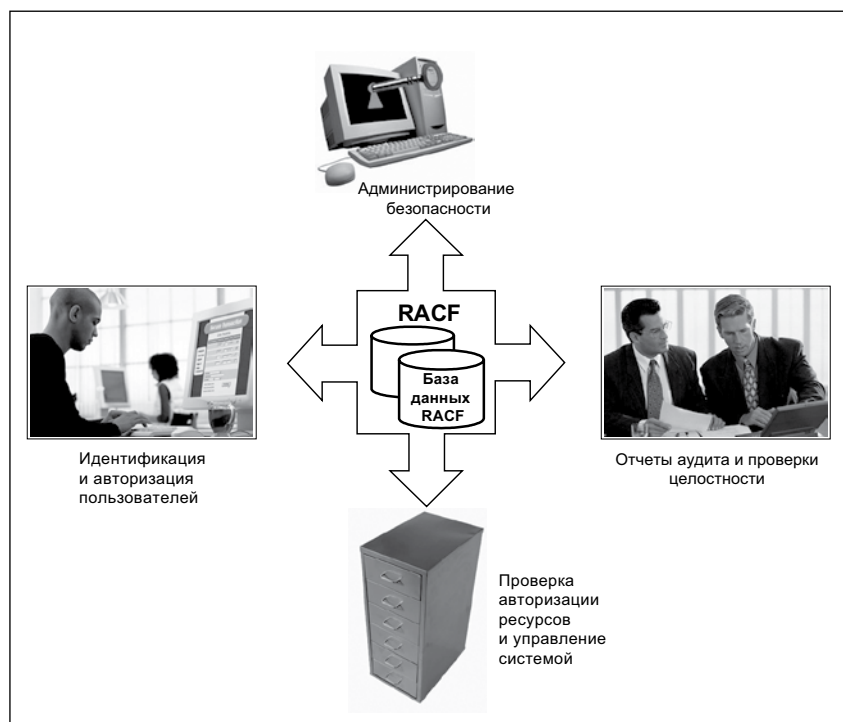 Администрирование
безопасности
RACF
База
данных
RACF
Идентификация
и авторизация
пользователей
Отчеты аудита и проверки
целостности
Проверка
авторизации
ресурсов
и управление
системой